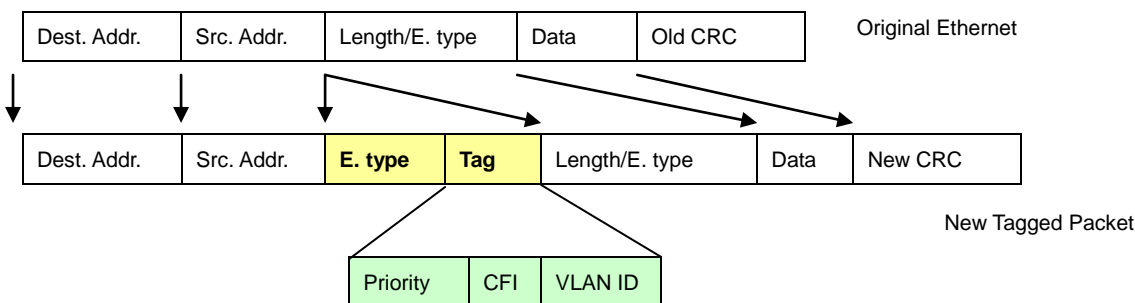 Dest. Addr. Src. Addr. Length/E. type Data Old CRC Original Ethernet
Dest. Addr. Src. Addr. E. type Tag Length/E. type Data New CRC
New Tagged Packet
Priority CFI VLAN ID